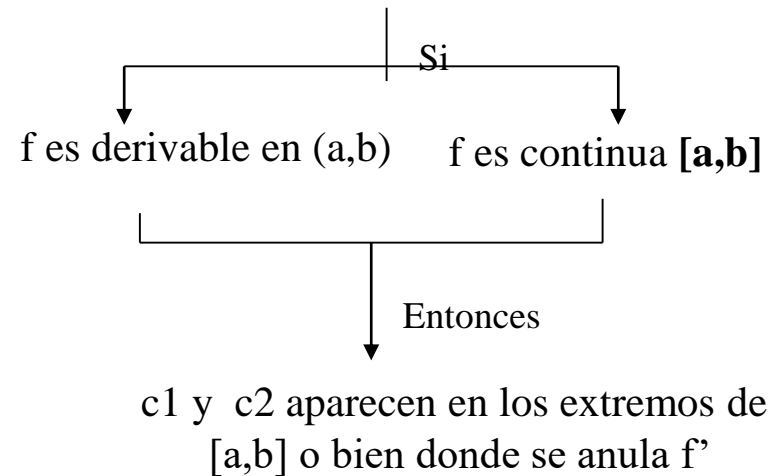 Si
f es derivable en (a,b) f es continua [a,b]
Entonces
c1 y c2 aparecen en los extremos de
[a,b] o bien donde se anula f’